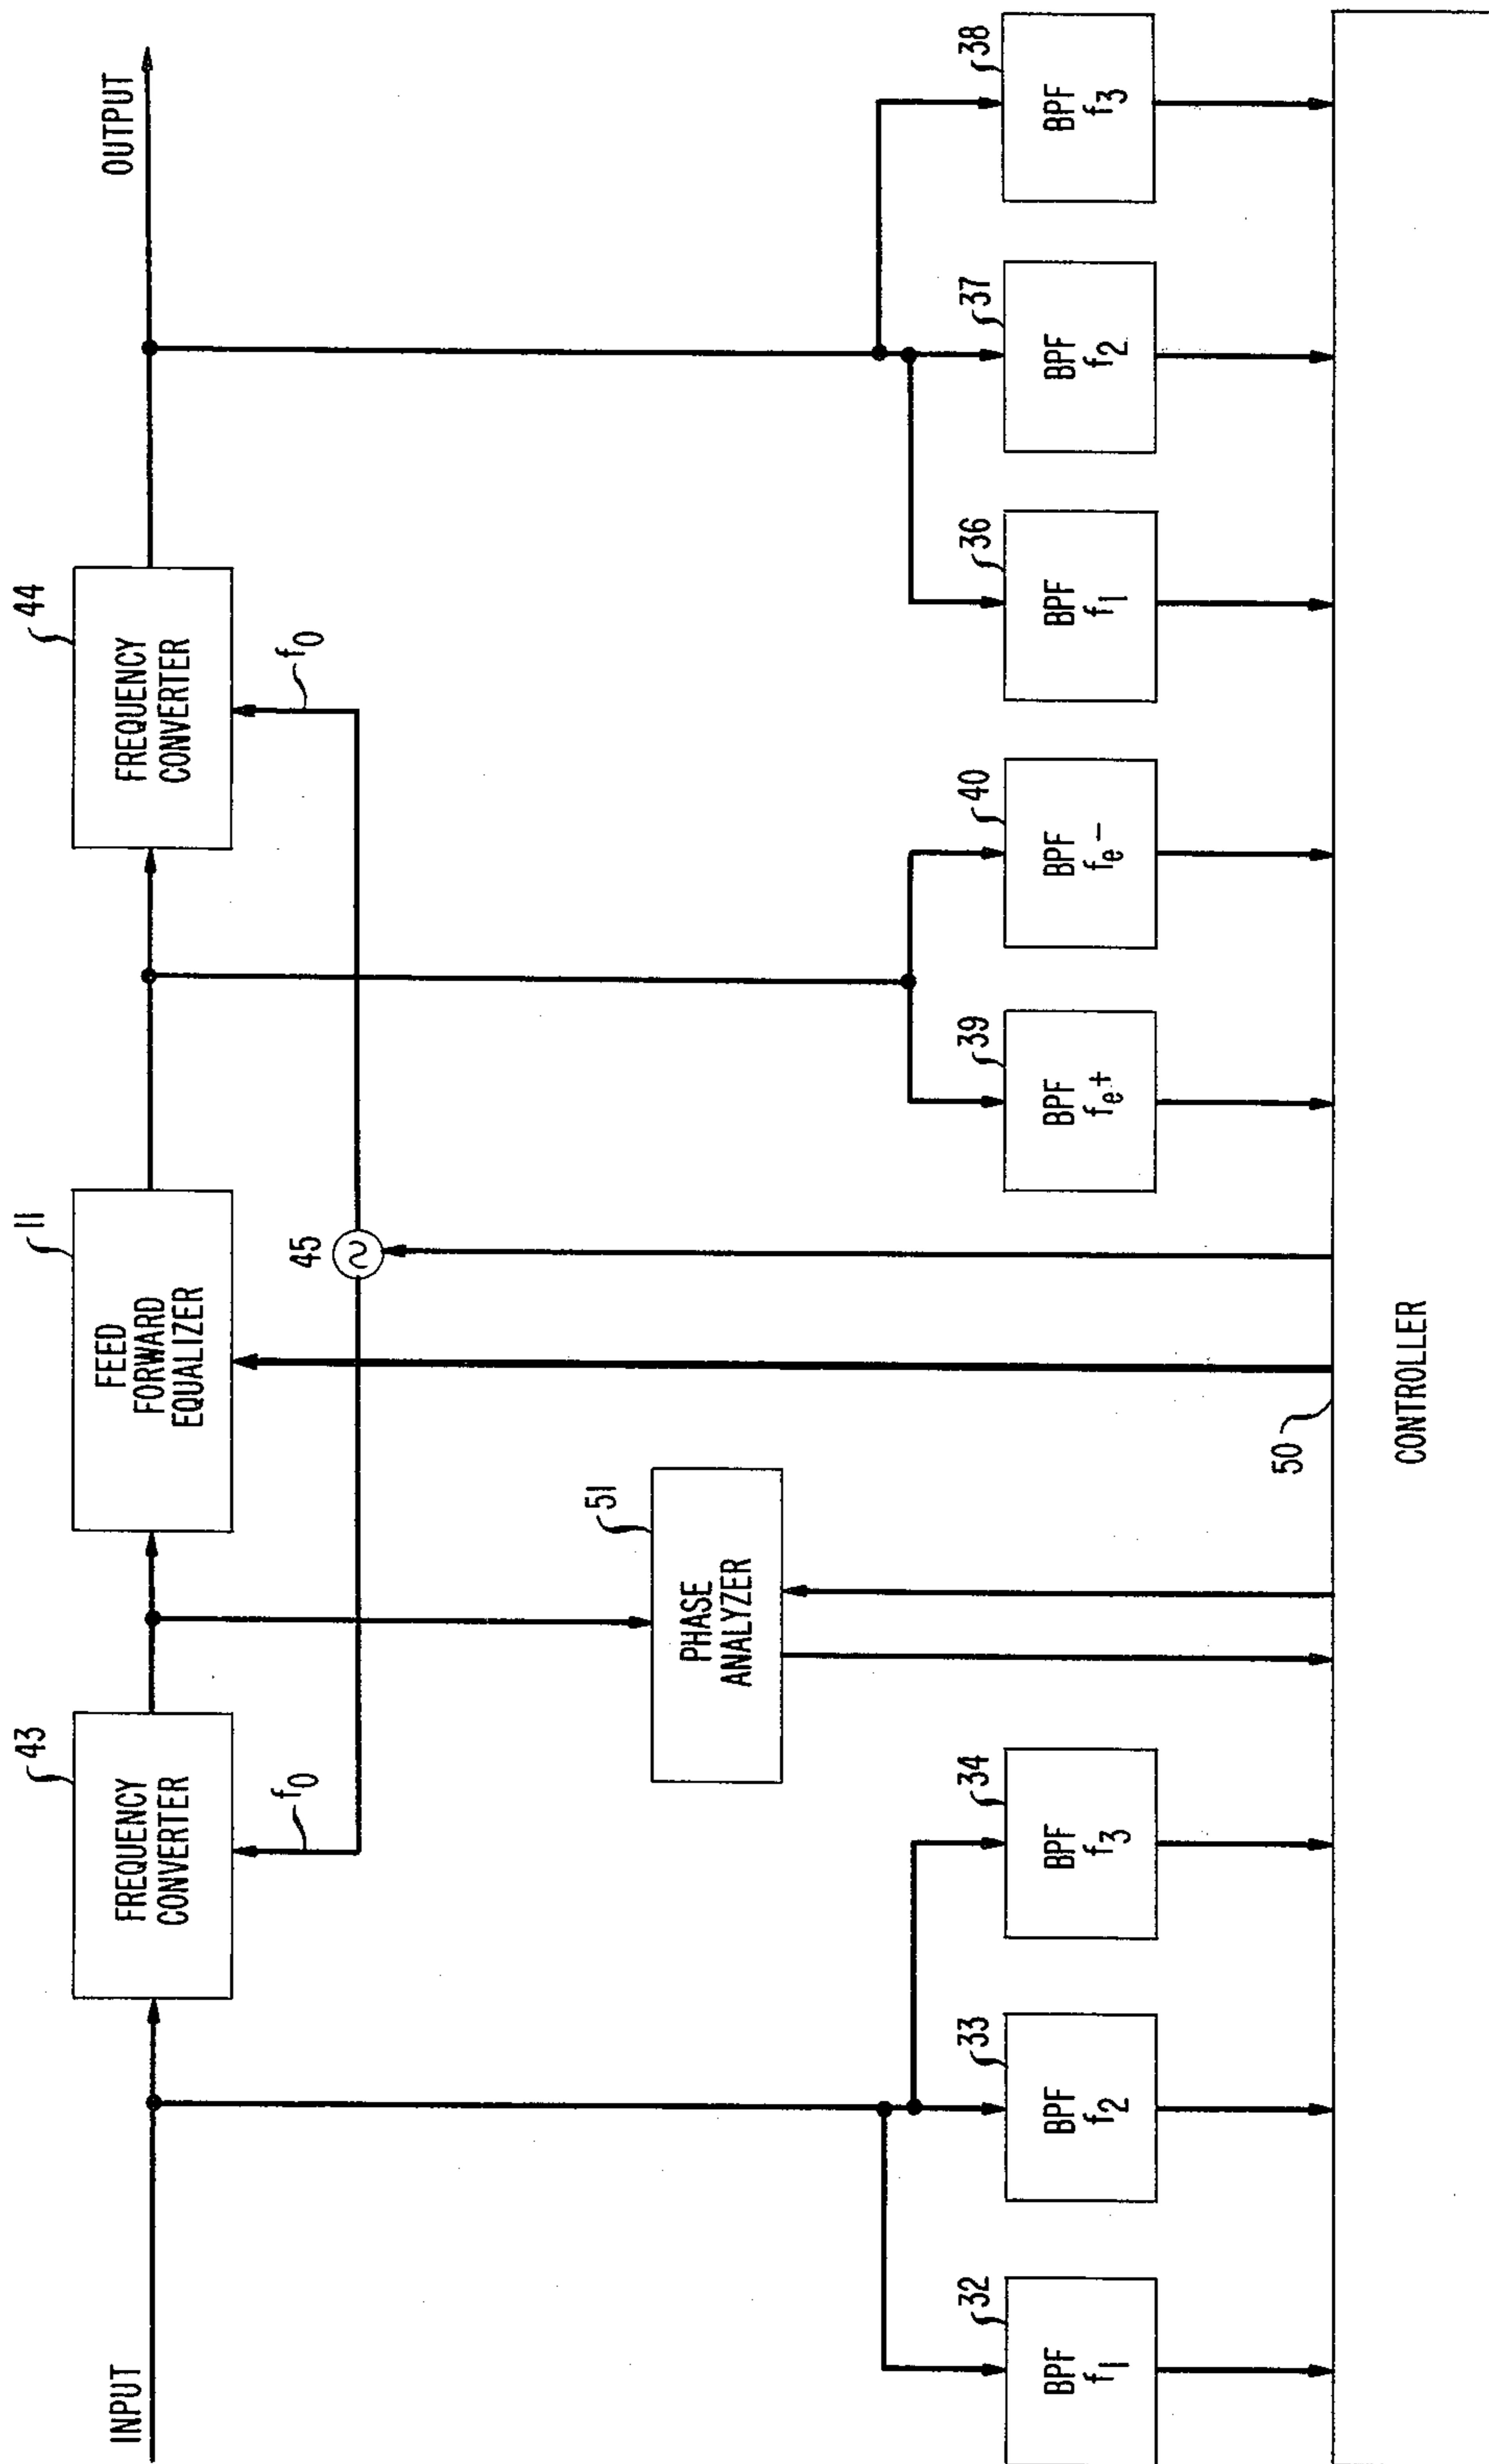 INPUT
43
FREQUENCY
CONVERTER
f0
11
FEED
FORWARD
EQUALIZER
45
44
FREQUENCY
CONVERTER
f0
OUTPUT
51
PHASE
ANALYZER
32
BPF
f1
33
BPF
f2
34
BPF
f3
39
BPF
fe+
40
BPF
fe-
36
BPF
f1
37
BPF
f2
38
BPF
f3
50
CONTROLLER